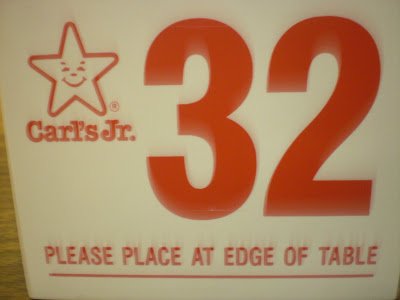 32
Carl's Jr.
PLEASE PLACE AT EDGE OF TABLE